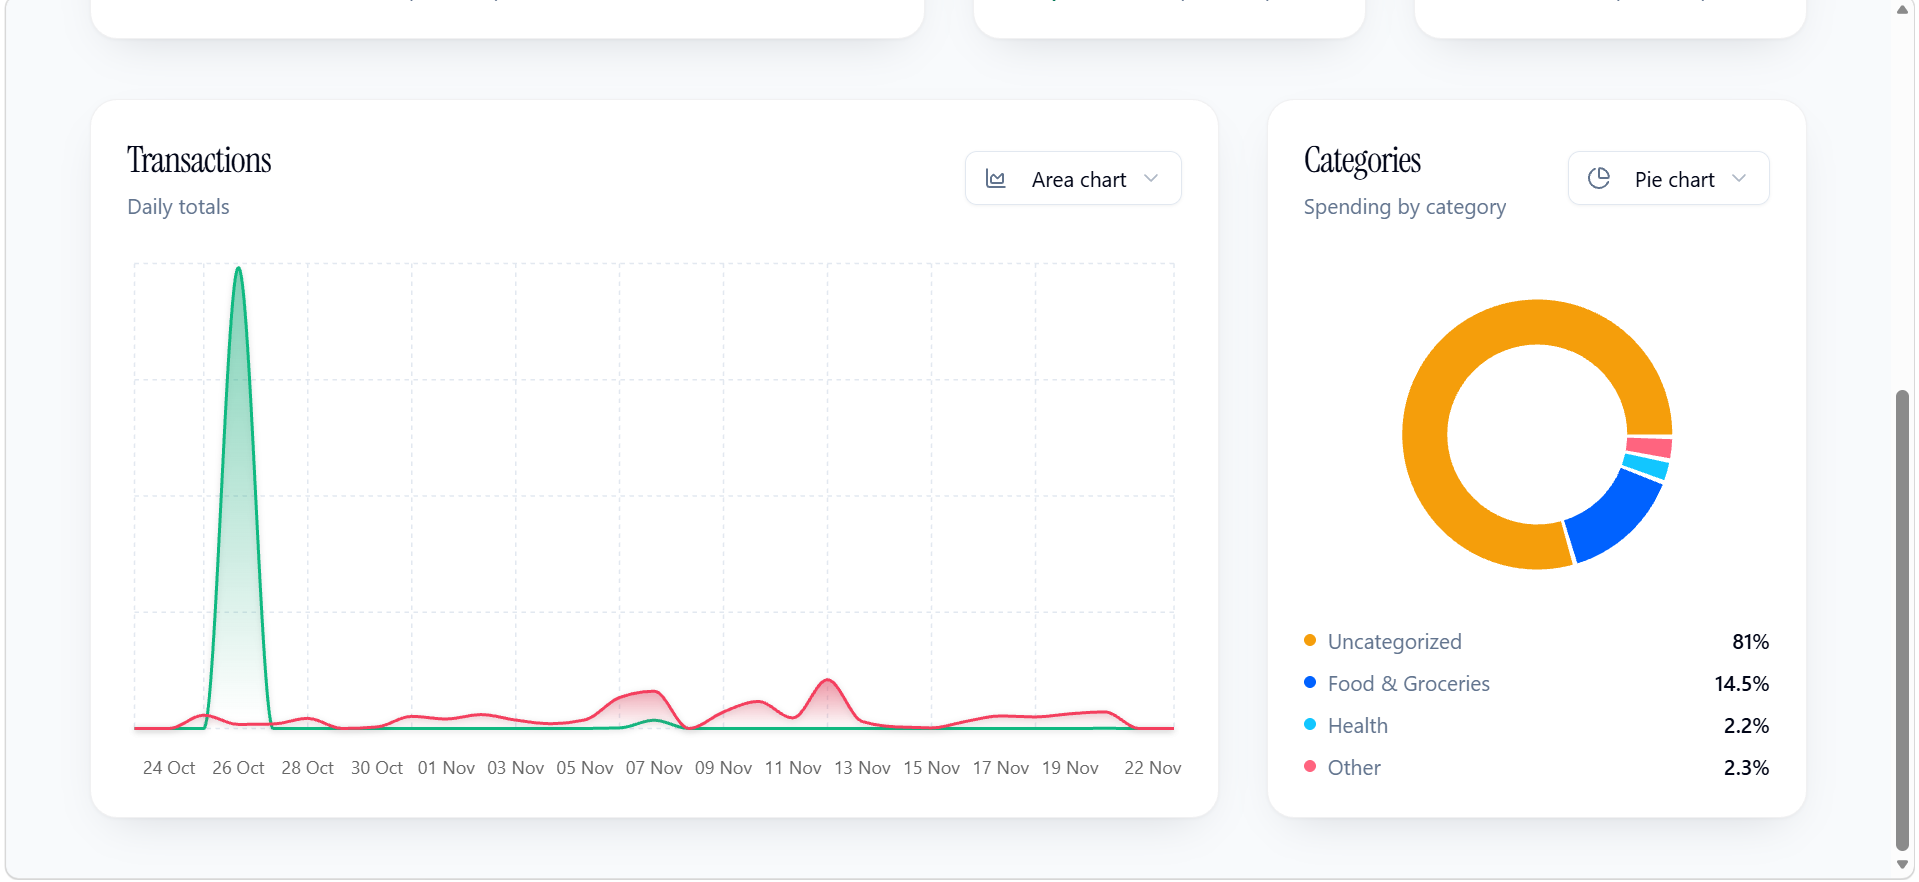 Transactions
Daily totals
Area chart
24 Oct 26 Oct 28 Oct 30 Oct 01 Nov 03 Nov 05 Nov 07 Nov 09 Nov 11 Nov 13 Nov 15 Nov 17 Nov 19 Nov 22 Nov
Categories
Spending by category
Pie chart
Uncategorized 81%
Food & Groceries 14.5%
Health 2.2%
Other 2.3%